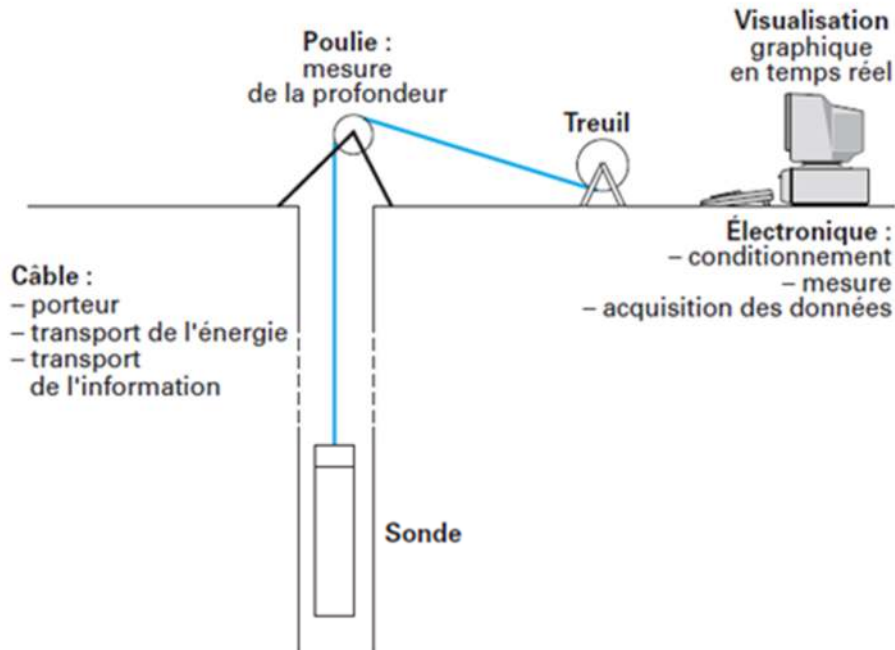 Poulie :
mesure
de la profondeur
Treuil
Visualisation
graphique
en temps réel
Câble :
– porteur
– transport de l'énergie
– transport
de l'information
Électronique :
– conditionnement
– mesure
– acquisition des données
Sonde